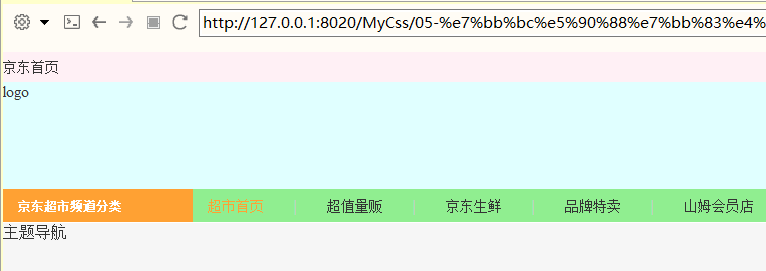 http://127.0.0.1:8020/MyCss/05-%e7%bb%bc%e5%90%88%e7%bb%83%e4%
京东首页
logo
京东超市频道分类 超市首页 超值量贩 京东生鲜 品牌特卖 山姆会员店
主题导航